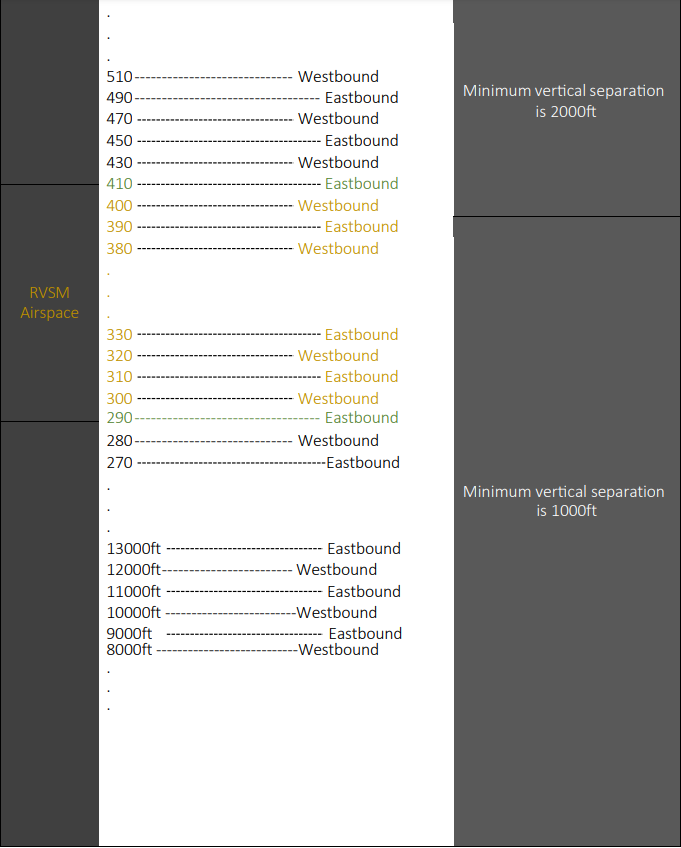 .
.
.
510------------------------------ Westbound
490----------------------------------- Eastbound
470 ------------------------------ Westbound
450 ----------------------------------- Eastbound
430 ------------------------------ Westbound
410 ----------------------------------- Eastbound
400 ------------------------------ Westbound
390 ----------------------------------- Eastbound
380 ------------------------------ Westbound
.
.
.
330 ----------------------------------- Eastbound
320 ------------------------------ Westbound
310 ----------------------------------- Eastbound
300 ------------------------------ Westbound
290----------------------------------- Eastbound
280------------------------------ Westbound
270 ------------------------------------Eastbound
.
.
.
13000ft ------------------------------ Eastbound
12000ft------------------------- Westbound
11000ft ------------------------------ Eastbound
10000ft -------------------------Westbound
9000ft ------------------------------ Eastbound
8000ft ---------------------------Westbound
.
.
.
RVSM
Airspace
Minimum vertical separation
is 2000ft
Minimum vertical separation
is 1000ft